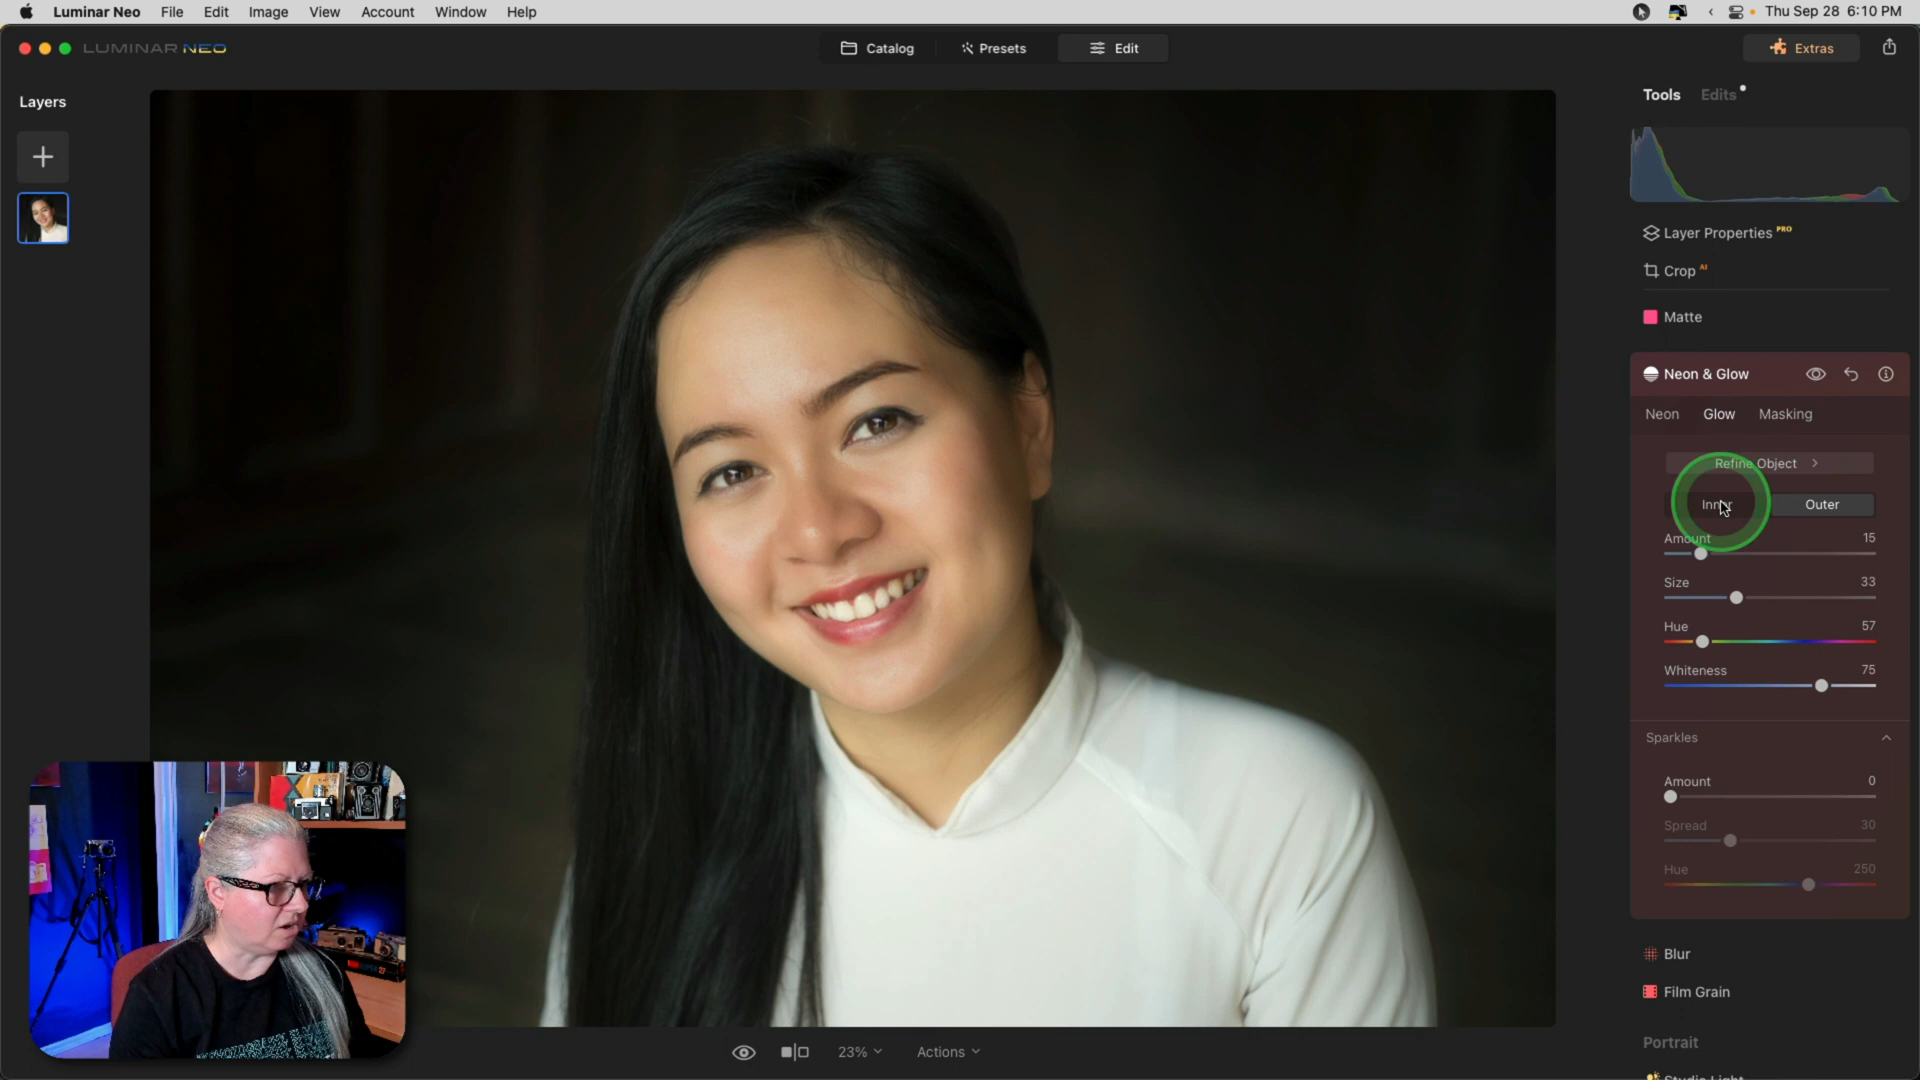 Luminar Neo File Edit Image View Account Window Help
Thu Sep 28 6:10 PM
LUMINAR NEO
Catalog Presets Edit
Extras
Layers
Tools Edits
Layer Properties PRO
Crop AI
Matte
Neon & Glow
Neon Glow Masking
Refine Object
Inner Outer
Amount 15
Size 33
Hue 57
Whiteness 75
Sparkles
Amount 0
Spread 30
Hue 250
Blur
Film Grain
Portrait
Studio Light
23% Actions